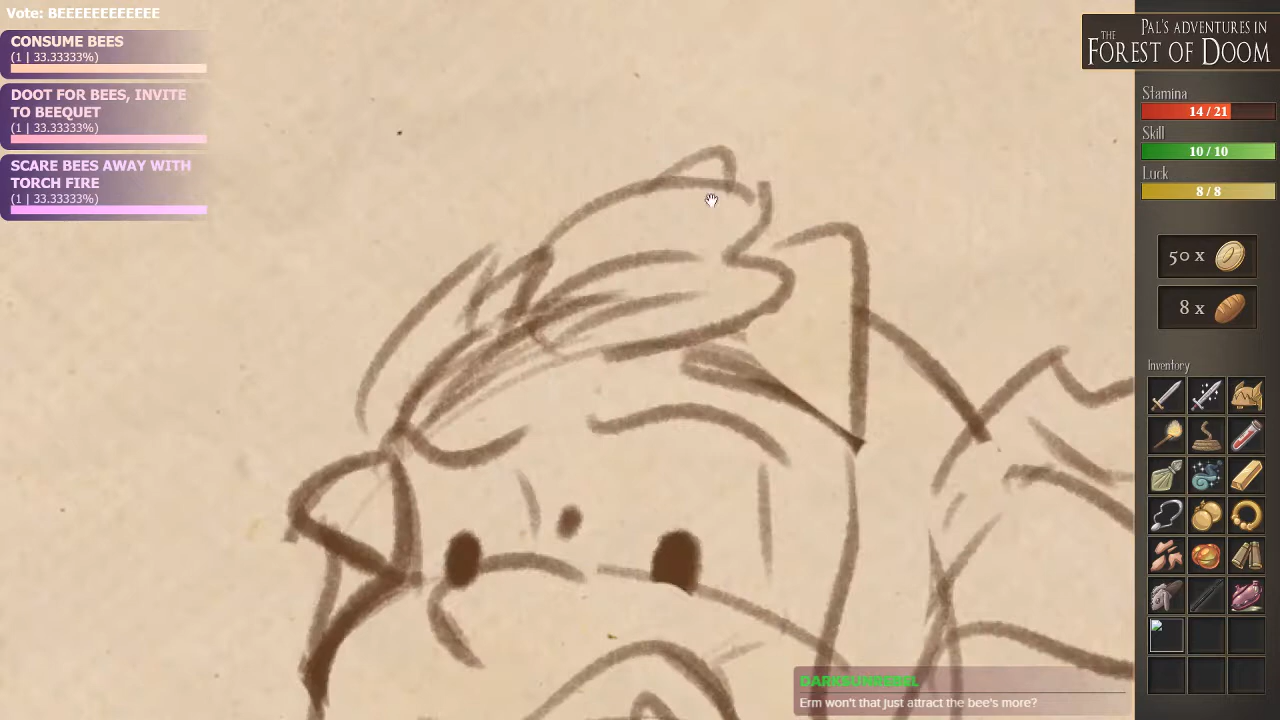 Vote: BEEEEEEEEEEEE
CONSUME BEES
(1 | 33.33333%)
DOOT FOR BEES, INVITE
TO BEEQUET
(1 | 33.33333%)
SCARE BEES AWAY WITH
TORCH FIRE
(1 | 33.33333%)
PAL'S ADVENTURES IN
THE
FOREST OF DOOM
Stamina
14 / 21
Skill
10 / 10
Luck
8 / 8
50 x
8 x
Inventory
Erm won't that just attract the bee's more?